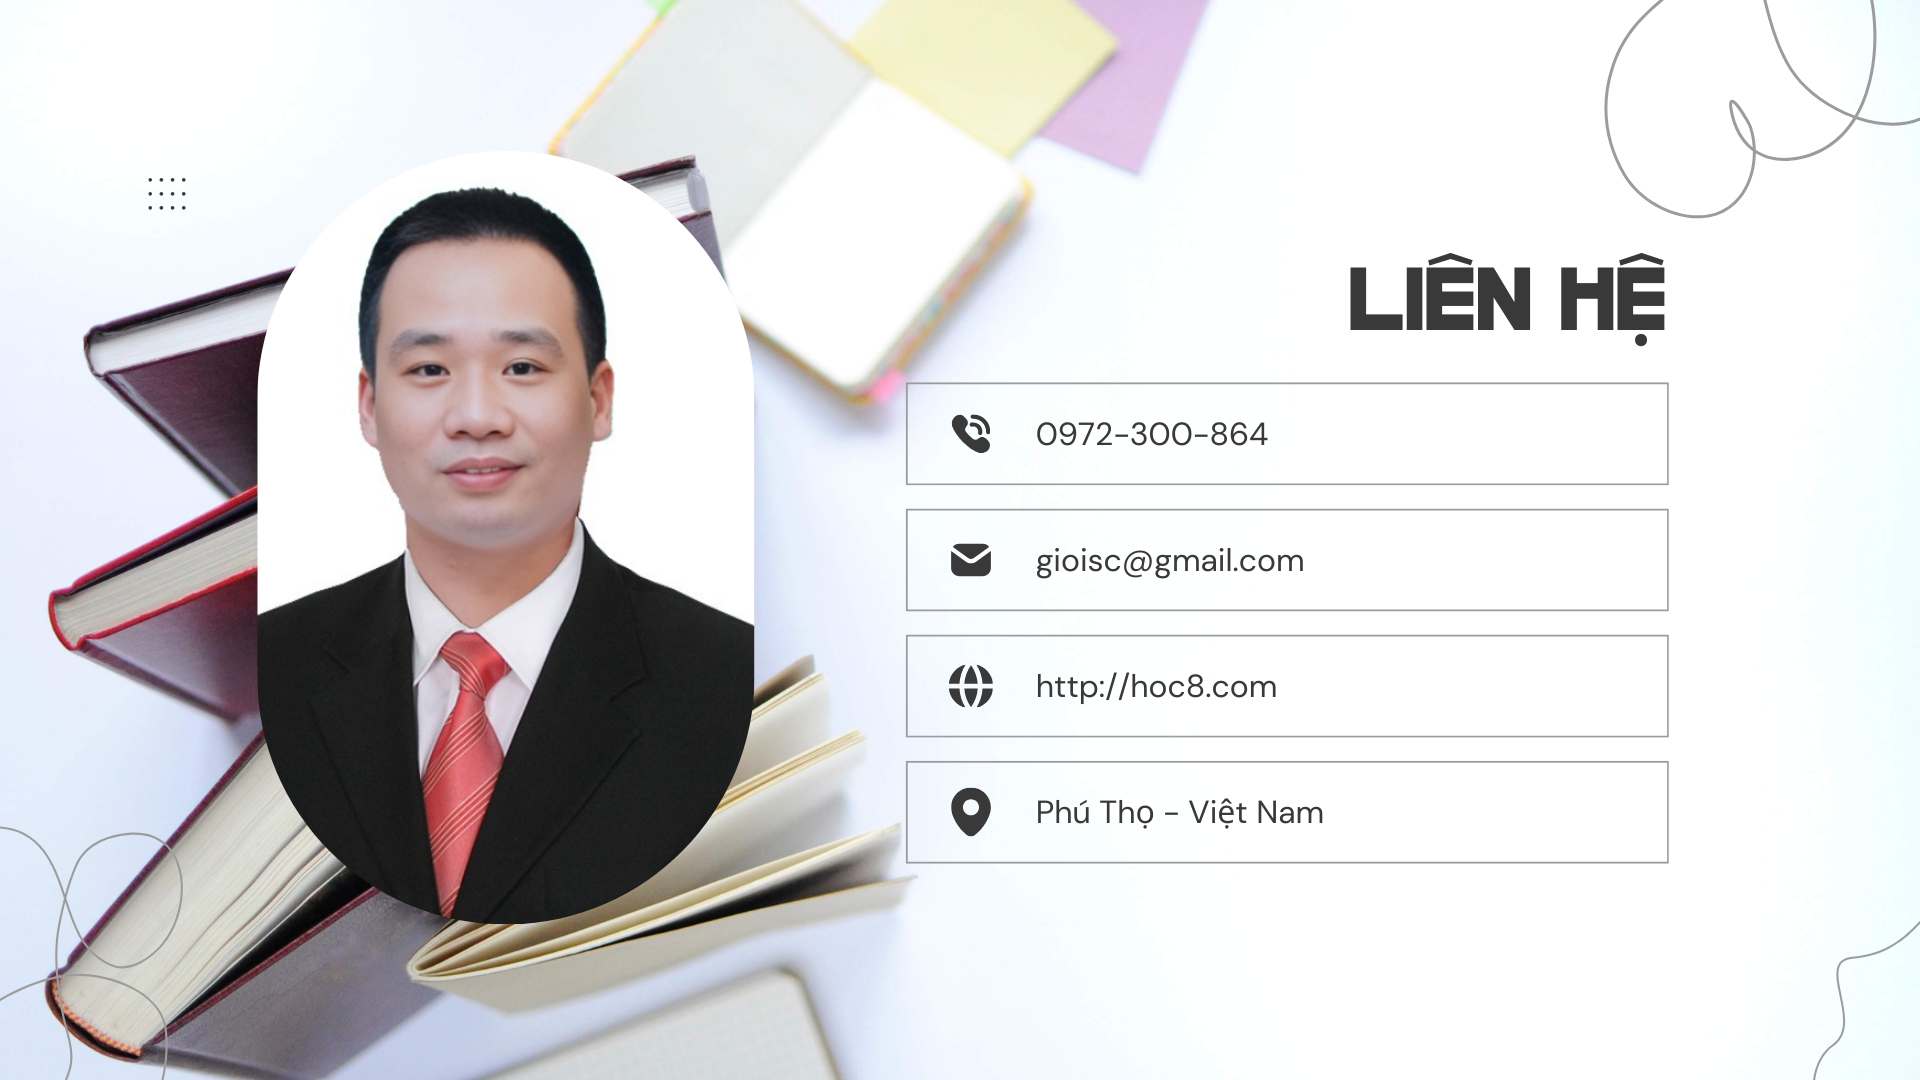 LIÊN HỆ
0972-300-864
gioisc@gmail.com
http://hoc8.com
Phú Thọ - Việt Nam